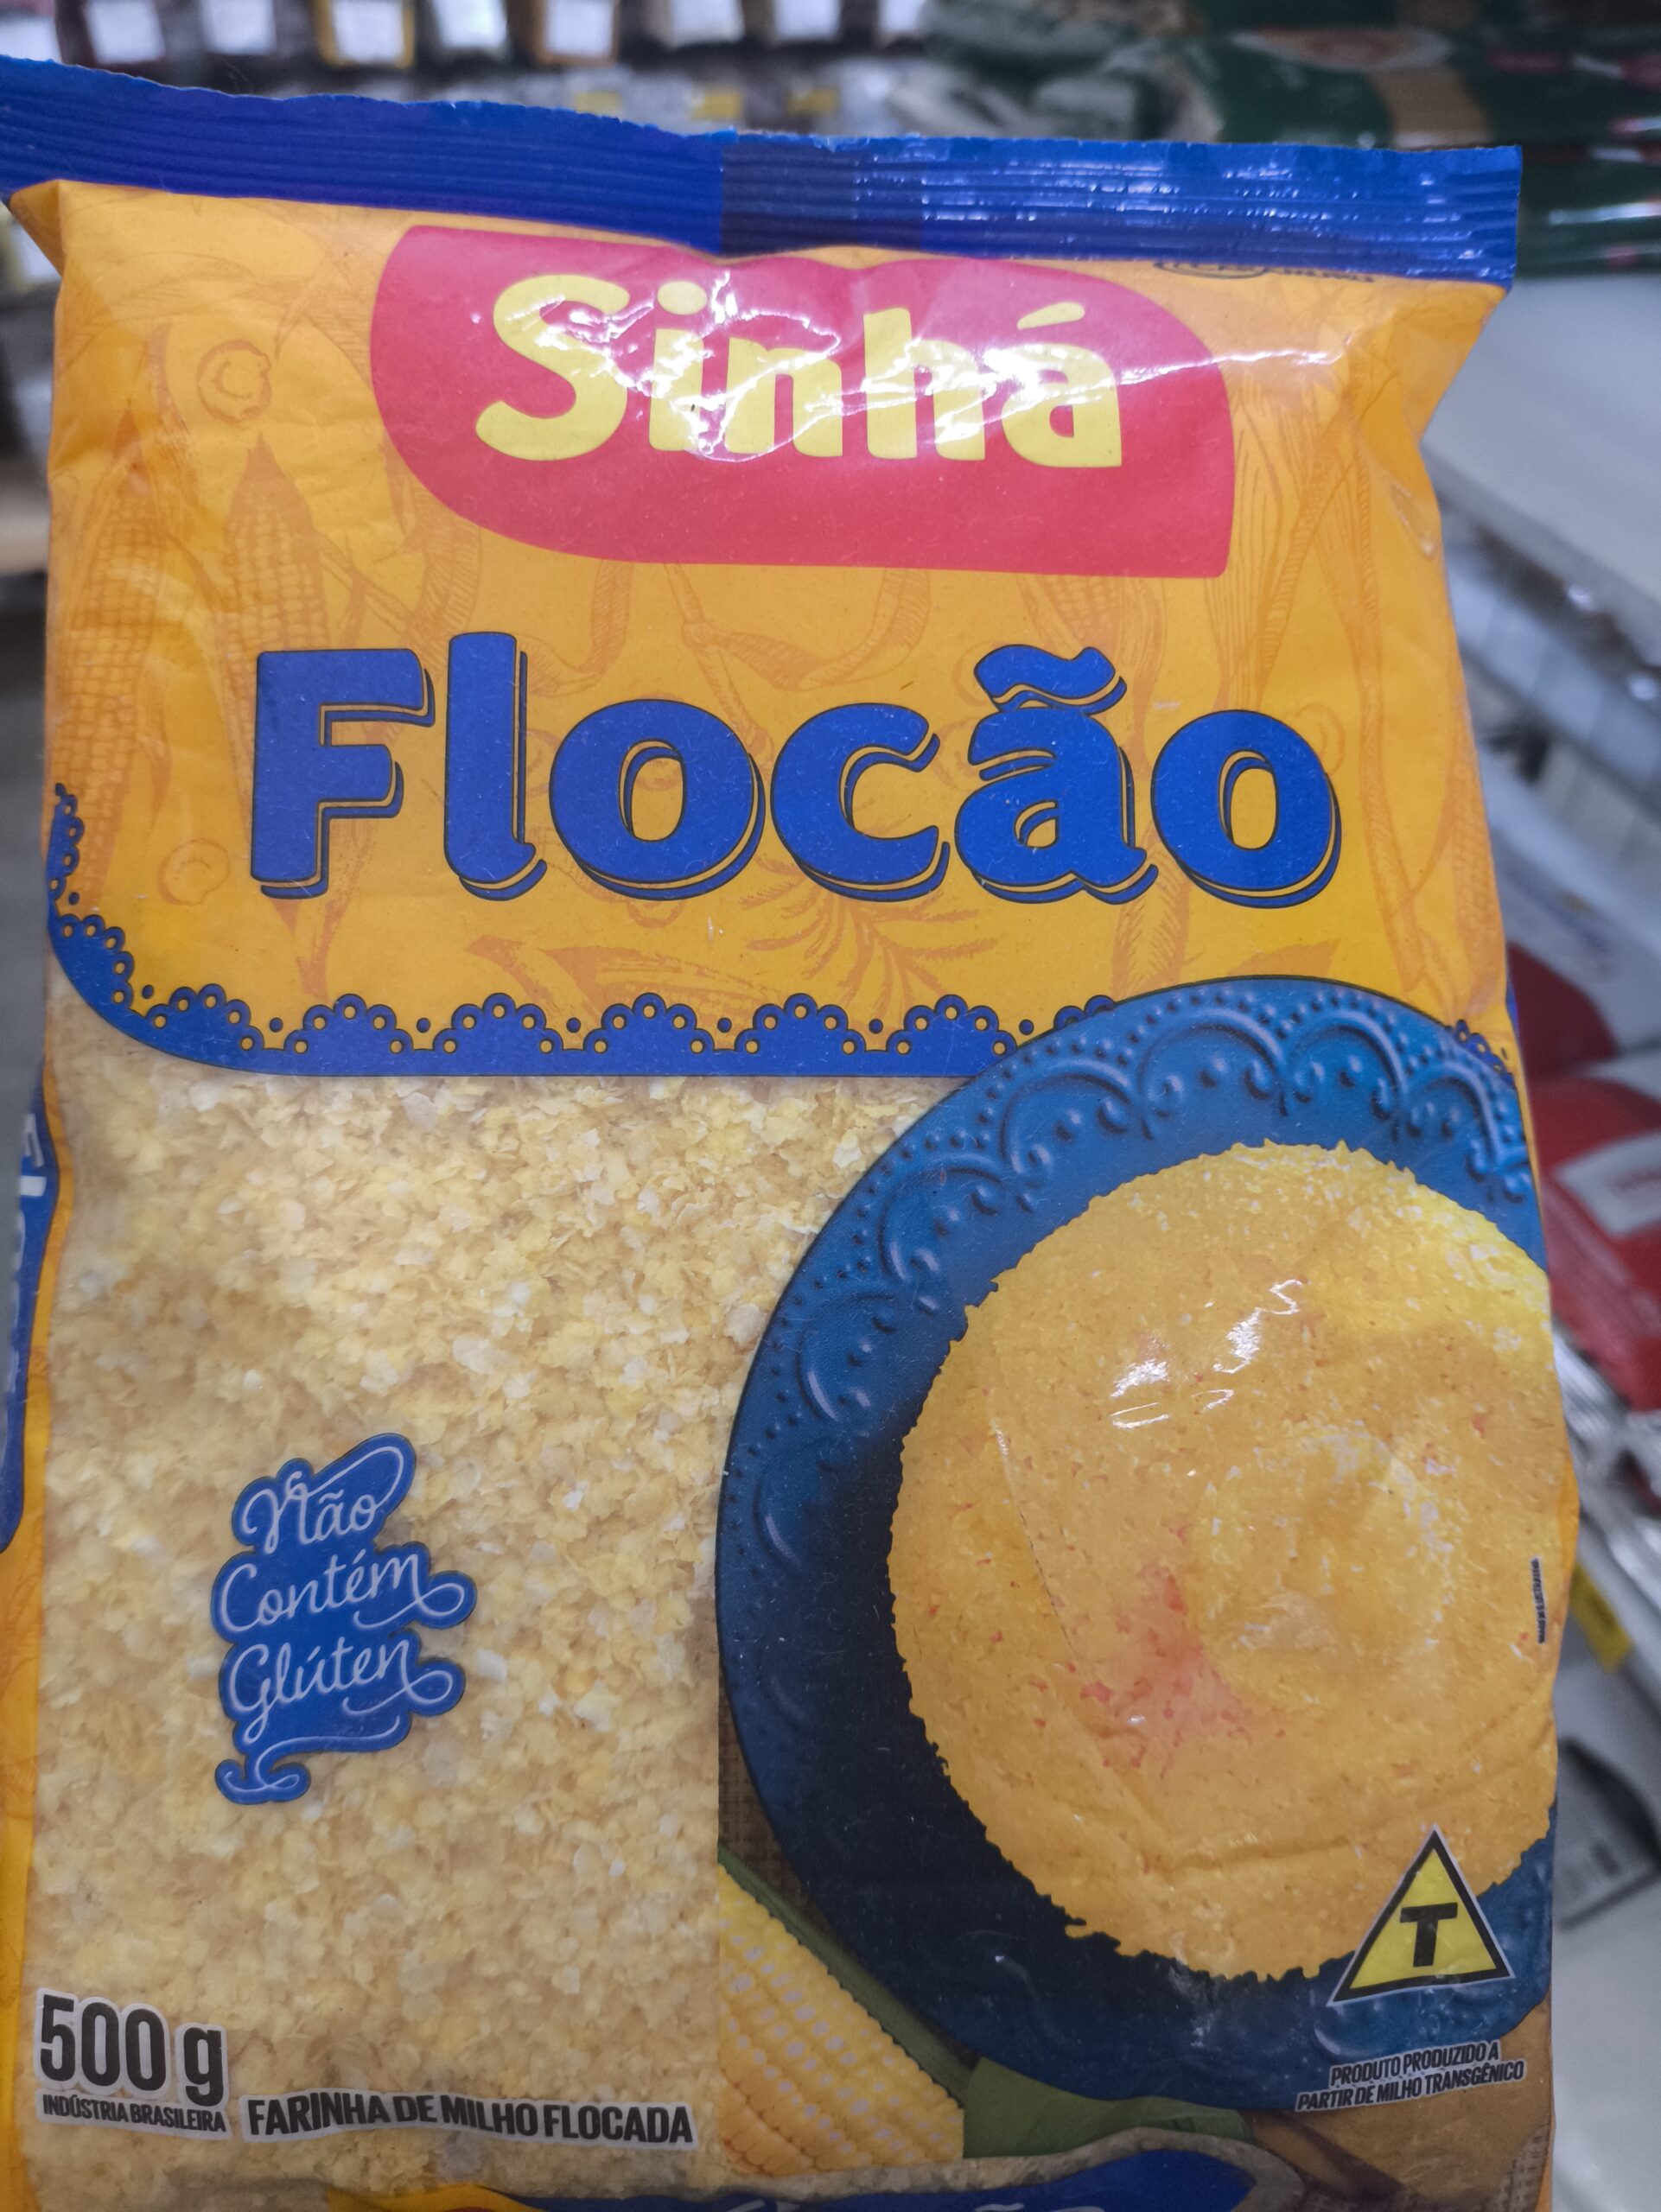 Sinhá
Flocão
Não
Contém
Glúten
500 g
INDÚSTRIA BRASILEIRA
FARINHA DE MILHO FLOCADA
T
PRODUTO PRODUZIDO A
PARTIR DE MILHO TRANSGÊNICO